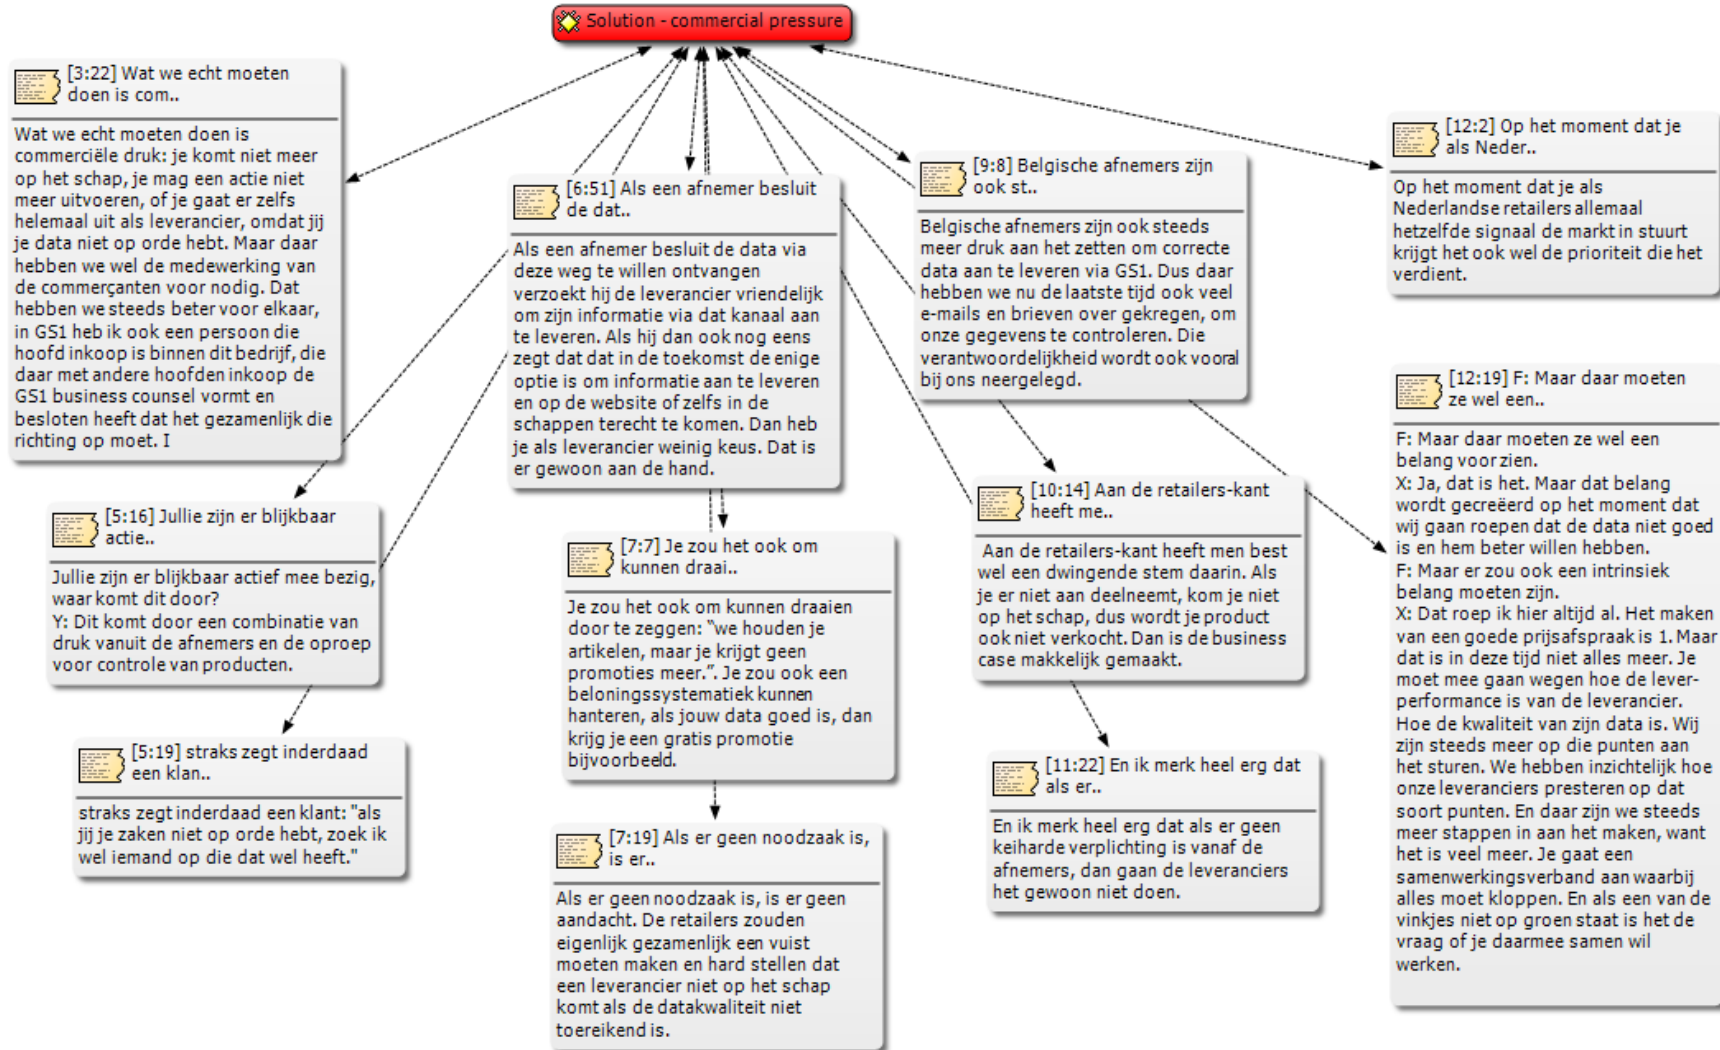 Solution - commercial pressure
[3:22] Wat we echt moeten
doen is com..
Wat we echt moeten doen is
commerciële druk: je komt niet meer
op het schap, je mag een actie niet
meer uitvoeren, of je gaat er zelfs
helemaal uit als leverancier, omdat jij
je data niet op orde hebt. Maar daar
hebben we wel de medewerking van
de commerçanten voor nodig. Dat
hebben we steeds beter voor elkaar,
in GS1 heb ik ook een persoon die
hoofd inkoop is binnen dit bedrijf, die
daar met andere hoofden inkoop de
GS1 business counsel vormt en
besloten heeft dat het gezamenlijk die
richting op moet. I
[5:16] Jullie zijn er blijkbaar
actie..
Jullie zijn er blijkbaar actief mee bezig,
waar komt dit door?
Y: Dit komt door een combinatie van
druk vanuit de afnemers en de oproep
voor controle van producten.
[5:19] straks zegt inderdaad
een klan..
straks zegt inderdaad een klant: "als
jij je zaken niet op orde hebt, zoek ik
wel iemand op die dat wel heeft."
[6:51] Als een afnemer besluit
de dat..
Als een afnemer besluit de data via
deze weg te willen ontvangen
verzoekt hij de leverancier vriendelijk
om zijn informatie via dat kanaal aan
te leveren. Als hij dan ook nog eens
zegt dat dat in de toekomst de enige
optie is om informatie aan te leveren
en op de website of zelfs in de
schappen terecht te komen. Dan heb
je als leverancier weinig keus. Dat is
er gewoon aan de hand.
[7:7] Je zou het ook om
kunnen draai..
Je zou het ook om kunnen draaien
door te zeggen: "we houden je
artikelen, maar je krijgt geen
promoties meer.". Je zou ook een
beloningssystematiek kunnen
hanteren, als jouw data goed is, dan
krijg je een gratis promotie
bijvoorbeeld.
[7:19] Als er geen noodzaak is,
is er..
Als er geen noodzaak is, is er geen
aandacht. De retailers zouden
eigenlijk gezamenlijk een vuist
moeten maken en hard stellen dat
een leverancier niet op het schap
komt als de datakwaliteit niet
toereikend is.
[9:8] Belgische afnemers zijn
ook st..
Belgische afnemers zijn ook steeds
meer druk aan het zetten om correcte
data aan te leveren via GS1. Dus daar
hebben we nu de laatste tijd ook veel
e-mails en brieven over gekregen, om
onze gegevens te controleren. Die
verantwoordelijkheid wordt ook vooral
bij ons neergelegd.
[10:14] Aan de retailers-kant
heeft me..
Aan de retailers-kant heeft men best
wel een dwingende stem daarin. Als
je er niet aan deelneemt, kom je niet
op het schap, dus wordt je product
ook niet verkocht. Dan is de business
case makkelijk gemaakt.
[11:22] En ik merk heel erg dat
als er..
En ik merk heel erg dat als er geen
keiharde verplichting is vanaf de
afnemers, dan gaan de leveranciers
het gewoon niet doen.
[12:2] Op het moment dat je
als Neder..
Op het moment dat je als
Nederlandse retailers allemaal
hetzelfde signaal de markt in stuurt
krijgt het ook wel de prioriteit die het
verdient.
[12:19] F: Maar daar moeten
ze wel een..
F: Maar daar moeten ze wel een
belang voor zien.
X: Ja, dat is het. Maar dat belang
wordt gecreëerd op het moment dat
wij gaan roepen dat de data niet goed
is en hem beter willen hebben.
F: Maar er zou ook een intrinsiek
belang moeten zijn.
X: Dat roep ik hier altijd al. Het maken
van een goede prijsafspraak is 1. Maar
dat is in deze tijd niet alles meer. Je
moet mee gaan wegen hoe de lever-
performance is van de leverancier.
Hoe de kwaliteit van zijn data is. Wij
zijn steeds meer op die punten aan
het sturen. We hebben inzichtelijk hoe
onze leveranciers presteren op dat
soort punten. En daar zijn we steeds
meer stappen in aan het maken, want
het is veel meer. Je gaat een
samenwerkingsverband aan waarbij
alles moet kloppen. En als een van de
vinkjes niet op groen staat is het de
vraag of je daarmee samen wil
werken.